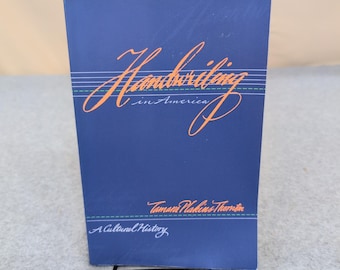 Handwriting
in America
Tamara Plakins Thornton
A Cultural History